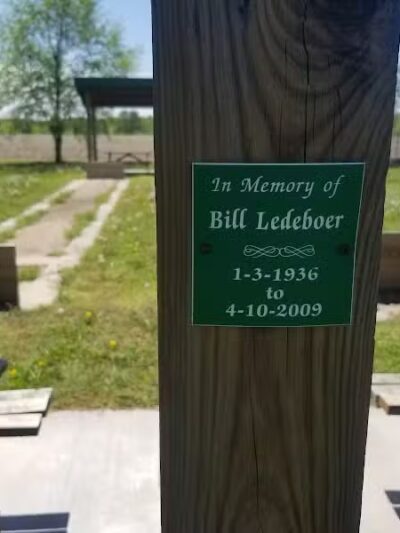 In Memory of
Bill Ledeboer
1-3-1936
to
4-10-2009